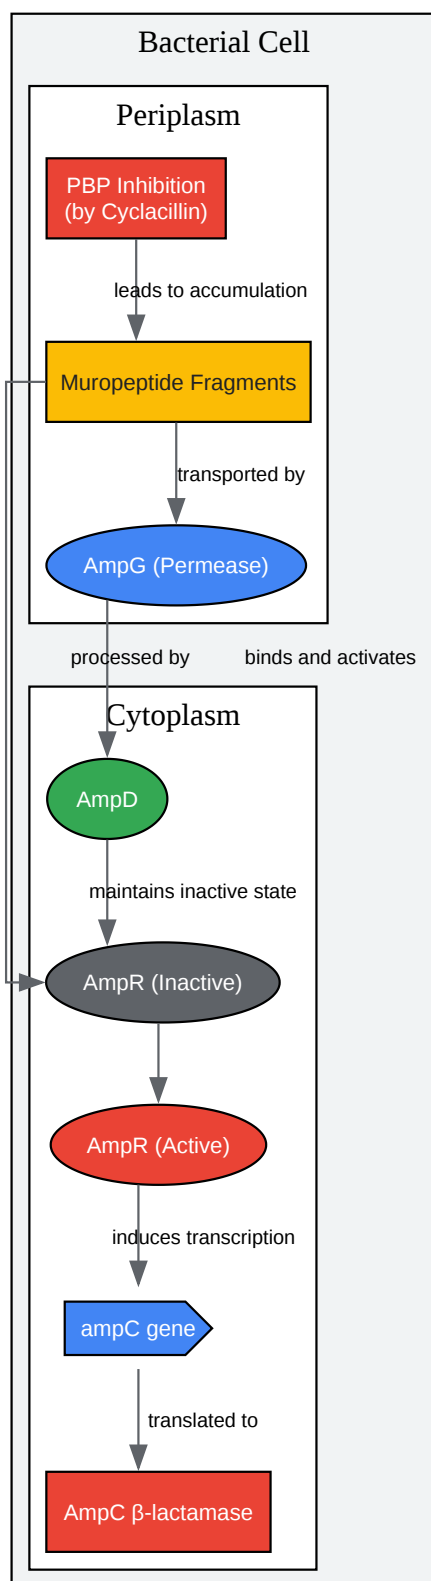 Bacterial Cell
Periplasm
PBP Inhibition
(by Cyclacillin)
leads to accumulation
Muropeptide Fragments
transported by
AmpG (Permease)
processed by
binds and activates
Cytoplasm
AmpD
maintains inactive state
AmpR (Inactive)
AmpR (Active)
induces transcription
ampC gene
translated to
AmpC β-lactamase